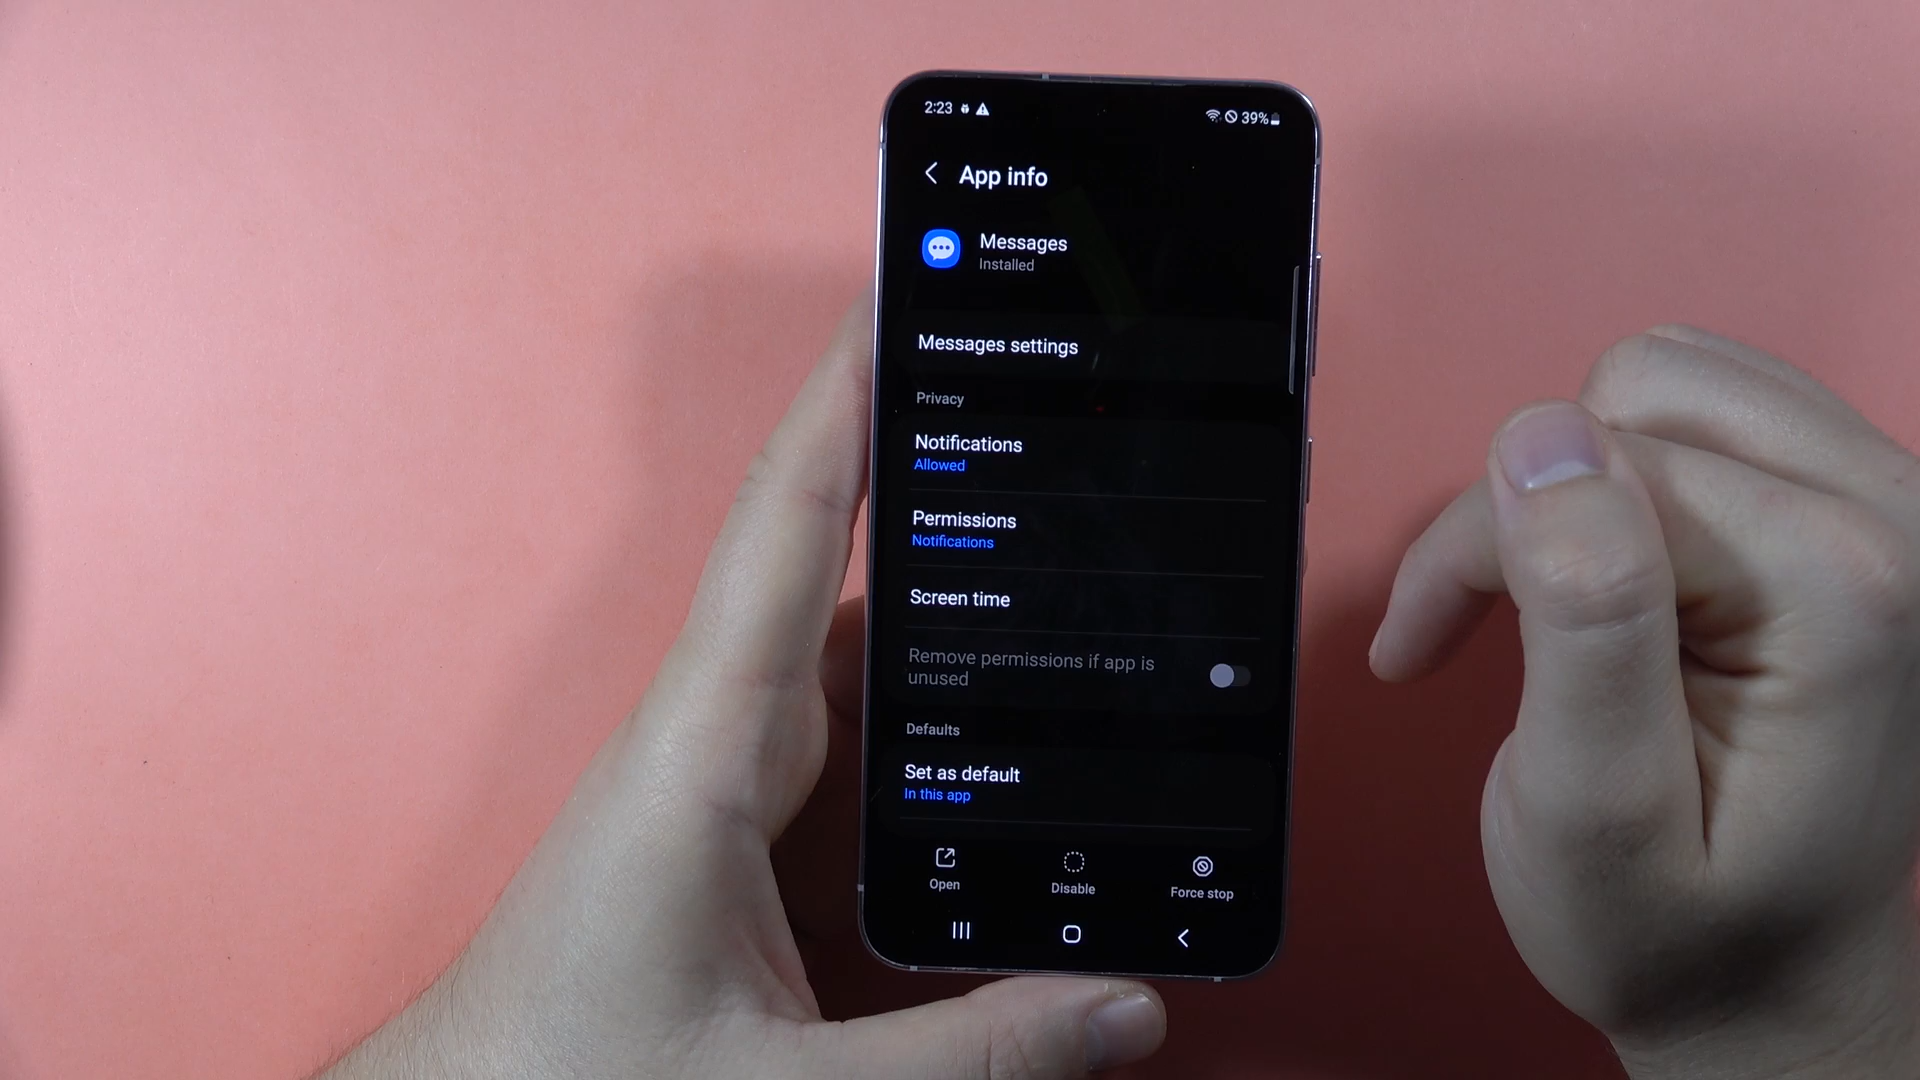 2:23
39%
App info
Messages
Installed
Messages settings
Privacy
Notifications
Allowed
Permissions
Notifications
Screen time
Remove permissions if app is
unused
Defaults
Set as default
In this app
Open
Disable
Force stop